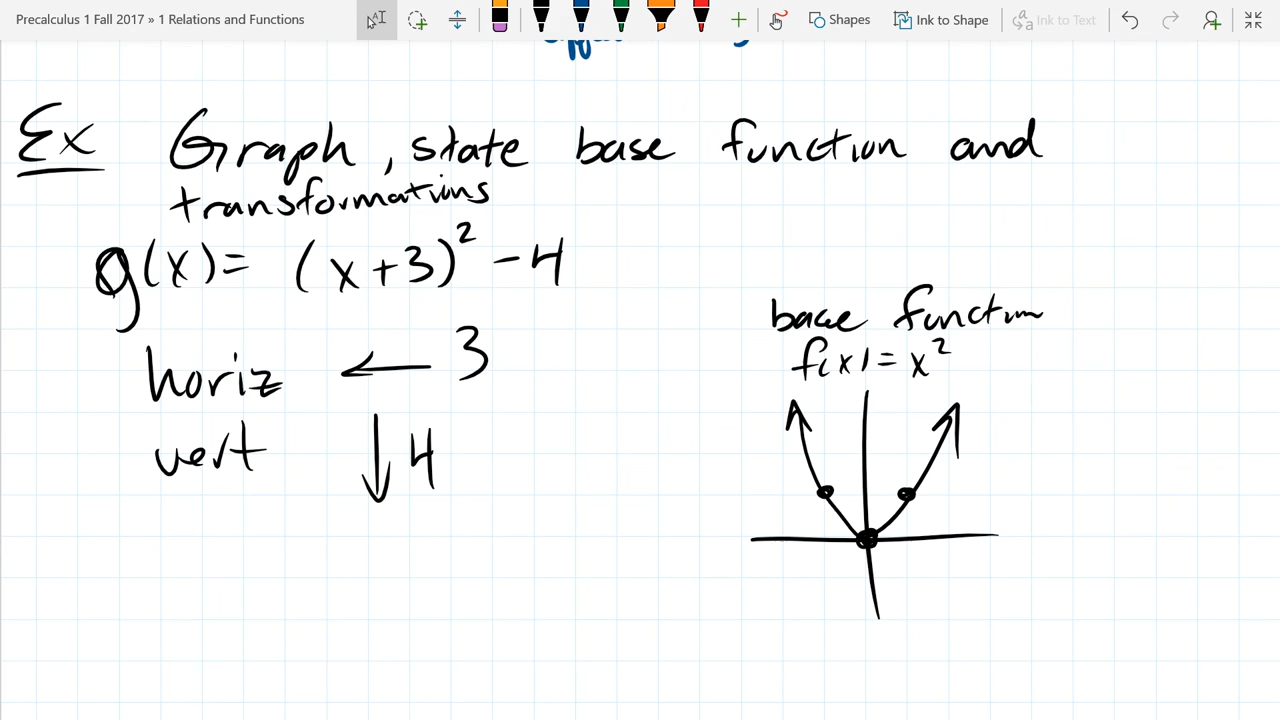 Precalculus 1 Fall 2017 » 1 Relations and Functions
Shapes
Ink to Shape
Ink to Text
Ex Graph, state base function and
transformations
g(x)= (x+3)² -4
base function
f(x)= x²
horiz ← 3
vert ↓ 4